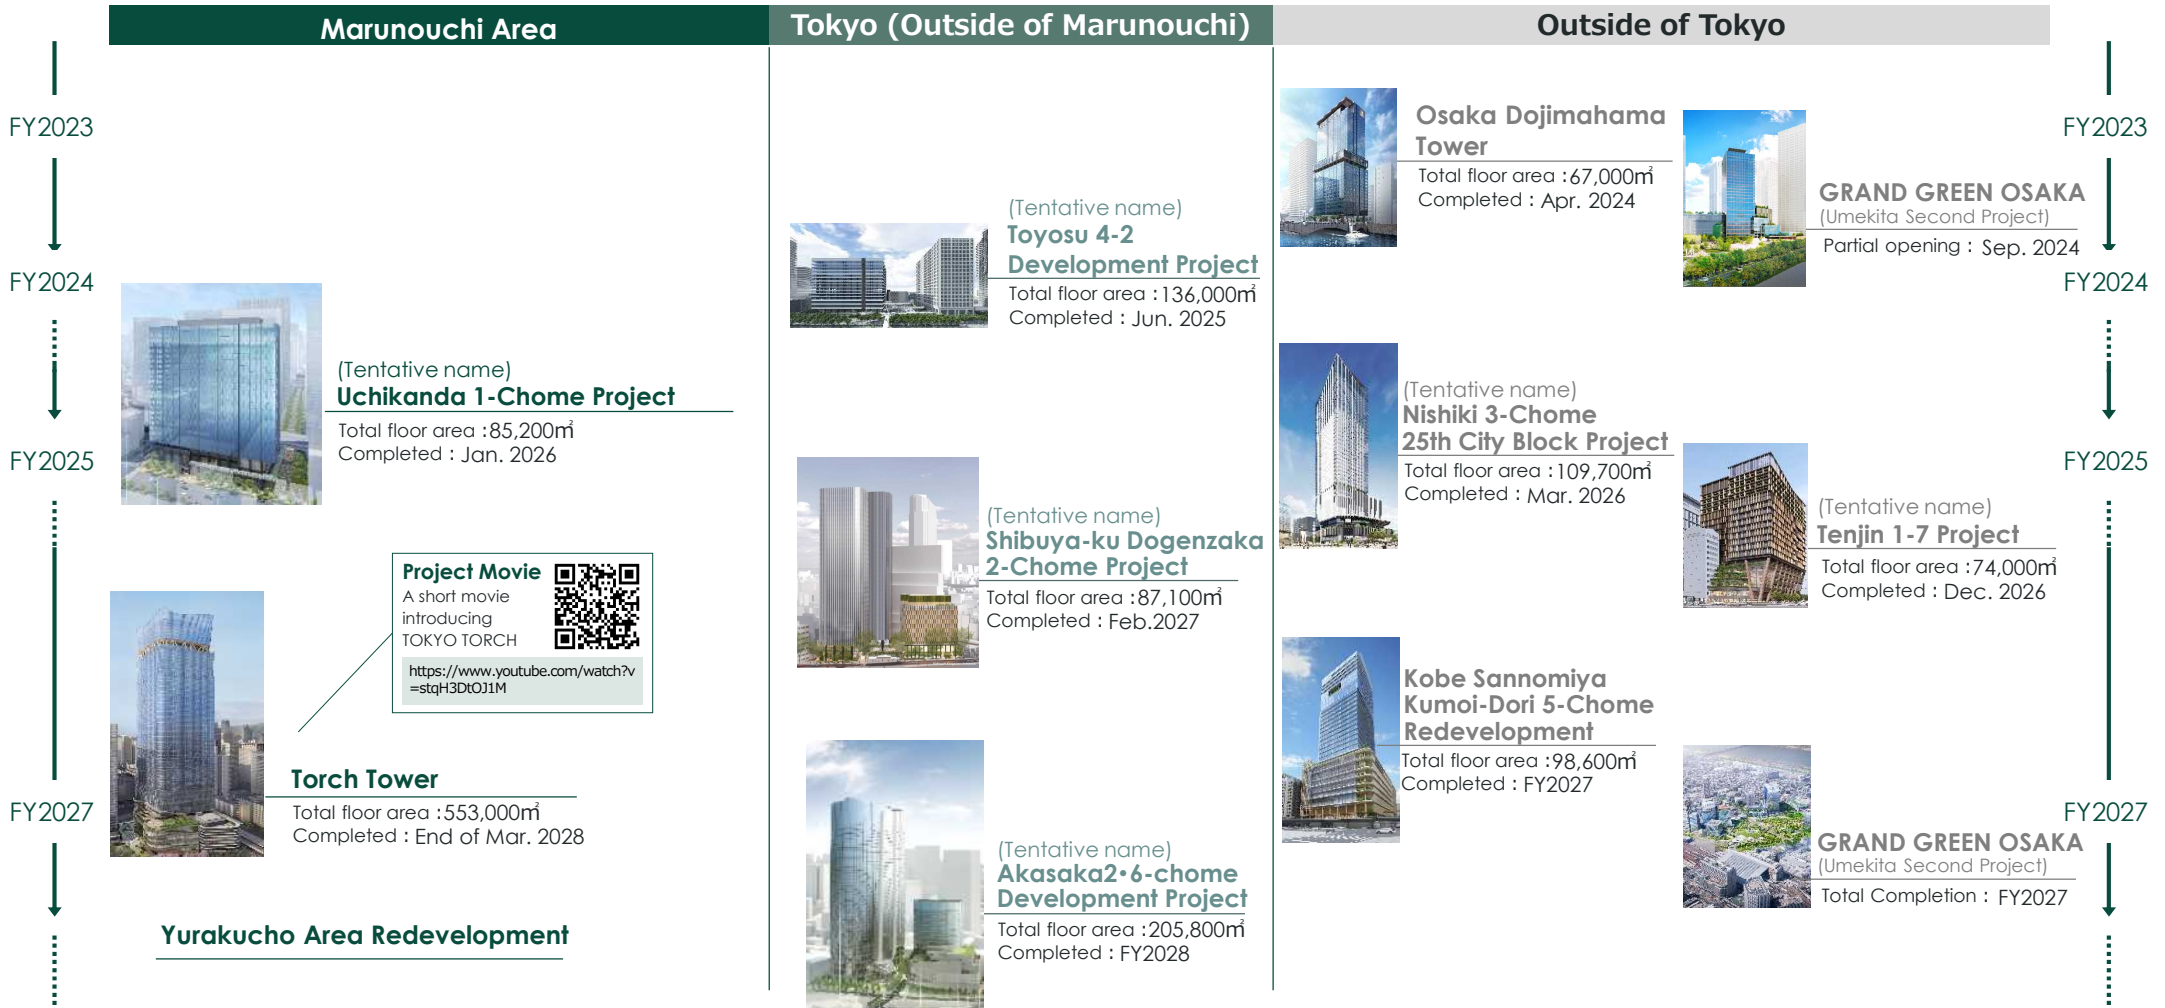 Marunouchi Area
Tokyo (Outside of Marunouchi)
Outside of Tokyo
FY2023
FY2024
FY2025
FY2027
(Tentative name)
Uchikanda 1-Chome Project
Total floor area :85,200㎡
Completed : Jan. 2026
Project Movie
A short movie
introducing
TOKYO TORCH
https://www.youtube.com/watch?v
=stqH3DtOJ1M
Torch Tower
Total floor area :553,000㎡
Completed : End of Mar. 2028
Yurakucho Area Redevelopment
(Tentative name)
Toyosu 4-2
Development Project
Total floor area :136,000㎡
Completed : Jun. 2025
(Tentative name)
Shibuya-ku Dogenzaka
2-Chome Project
Total floor area :87,100㎡
Completed : Feb.2027
(Tentative name)
Akasaka2・6-chome
Development Project
Total floor area :205,800㎡
Completed : FY2028
Osaka Dojimahama
Tower
Total floor area :67,000㎡
Completed : Apr. 2024
GRAND GREEN OSAKA
(Umekita Second Project)
Partial opening : Sep. 2024
(Tentative name)
Nishiki 3-Chome
25th City Block Project
Total floor area :109,700㎡
Completed : Mar. 2026
(Tentative name)
Tenjin 1-7 Project
Total floor area :74,000㎡
Completed : Dec. 2026
Kobe Sannomiya
Kumoi-Dori 5-Chome
Redevelopment
Total floor area :98,600㎡
Completed : FY2027
GRAND GREEN OSAKA
(Umekita Second Project)
Total Completion : FY2027
FY2023
FY2024
FY2025
FY2027